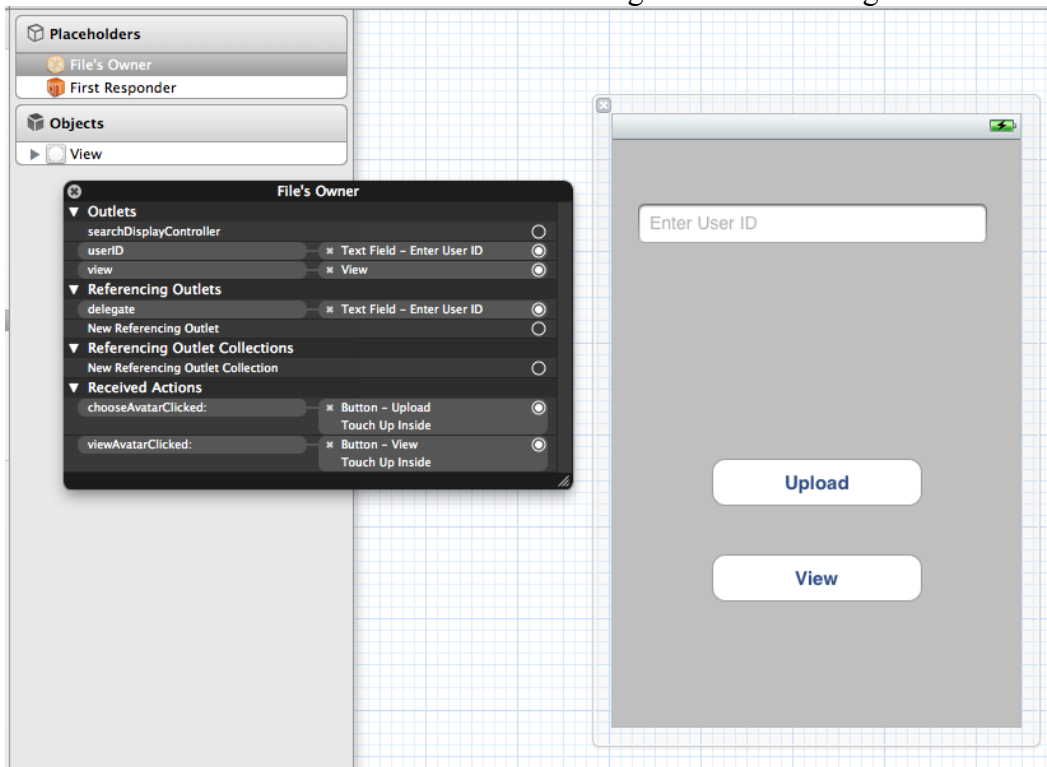 Placeholders
File's Owner
First Responder
Objects
View
File's Owner
Outlets
searchDisplayController
userID × Text Field – Enter User ID
view × View
Referencing Outlets
delegate × Text Field – Enter User ID
New Referencing Outlet
Referencing Outlet Collections
New Referencing Outlet Collection
Received Actions
chooseAvatarClicked: × Button – Upload
Touch Up Inside
viewAvatarClicked: × Button – View
Touch Up Inside
Enter User ID
Upload
View